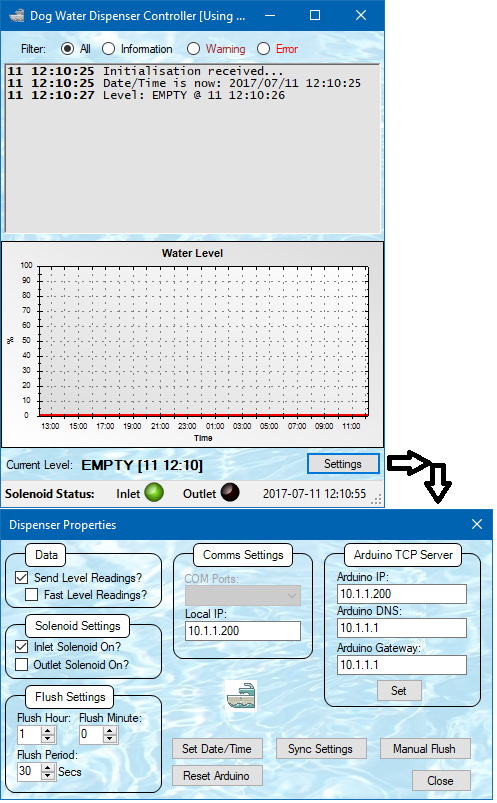 Dog Water Dispenser Controller [Using
Filter: All Information Warning Error
11 12:10:25 Initialisation received...
11 12:10:25 Date/Time is now: 2017/07/11 12:10:25
11 12:10:27 Level: EMPTY @ 11 12:10:26
Water Level
100
90
80
70
60
50
40
30
20
10
0
%
13:00 15:00 17:00 19:00 21:00 23:00 01:00 03:00 05:00 07:00 09:00 11:00
Time
Current Level: EMPTY [11 12:10] Settings
Solenoid Status: Inlet Outlet 2017-07-11 12:10:55
Dispenser Properties
Data
Send Level Readings?
Fast Level Readings?
Solenoid Settings
Inlet Solenoid On?
Outlet Solenoid On?
Flush Settings
Flush Hour: Flush Minute:
1 0
Flush Period:
30 Secs
Comms Settings
COM Ports:
Local IP:
10.1.1.200
Arduino TCP Server
Arduino IP:
10.1.1.200
Arduino DNS:
10.1.1.1
Arduino Gateway:
10.1.1.1
Set
Set Date/Time Sync Settings Manual Flush
Reset Arduino Close